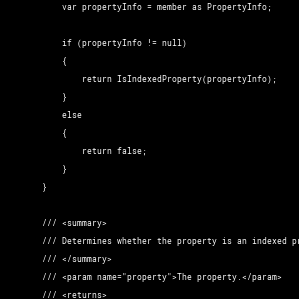 var propertyInfo = member as PropertyInfo;
if (propertyInfo != null)
{
return IsIndexedProperty(propertyInfo);
}
else
{
return false;
}
}
/// <summary>
/// Determines whether the property is an indexed
/// </summary>
/// <param name="property">The property.</param>
/// <returns>